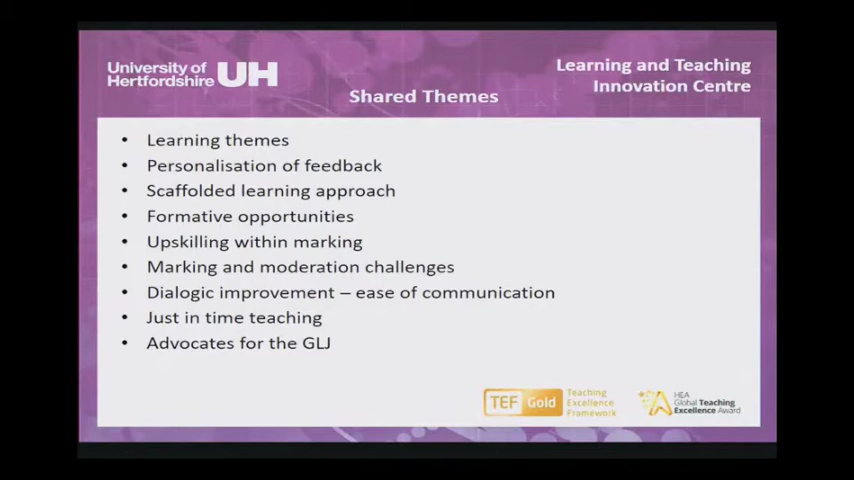 University of
Hertfordshire UH
Learning and Teaching
Innovation Centre
Shared Themes
• Learning themes
• Personalisation of feedback
• Scaffolded learning approach
• Formative opportunities
• Upskilling within marking
• Marking and moderation challenges
• Dialogic improvement – ease of communication
• Just in time teaching
• Advocates for the GLJ
TEF Gold
Teaching
Excellence
Framework
HEA
Global Teaching
Excellence Award